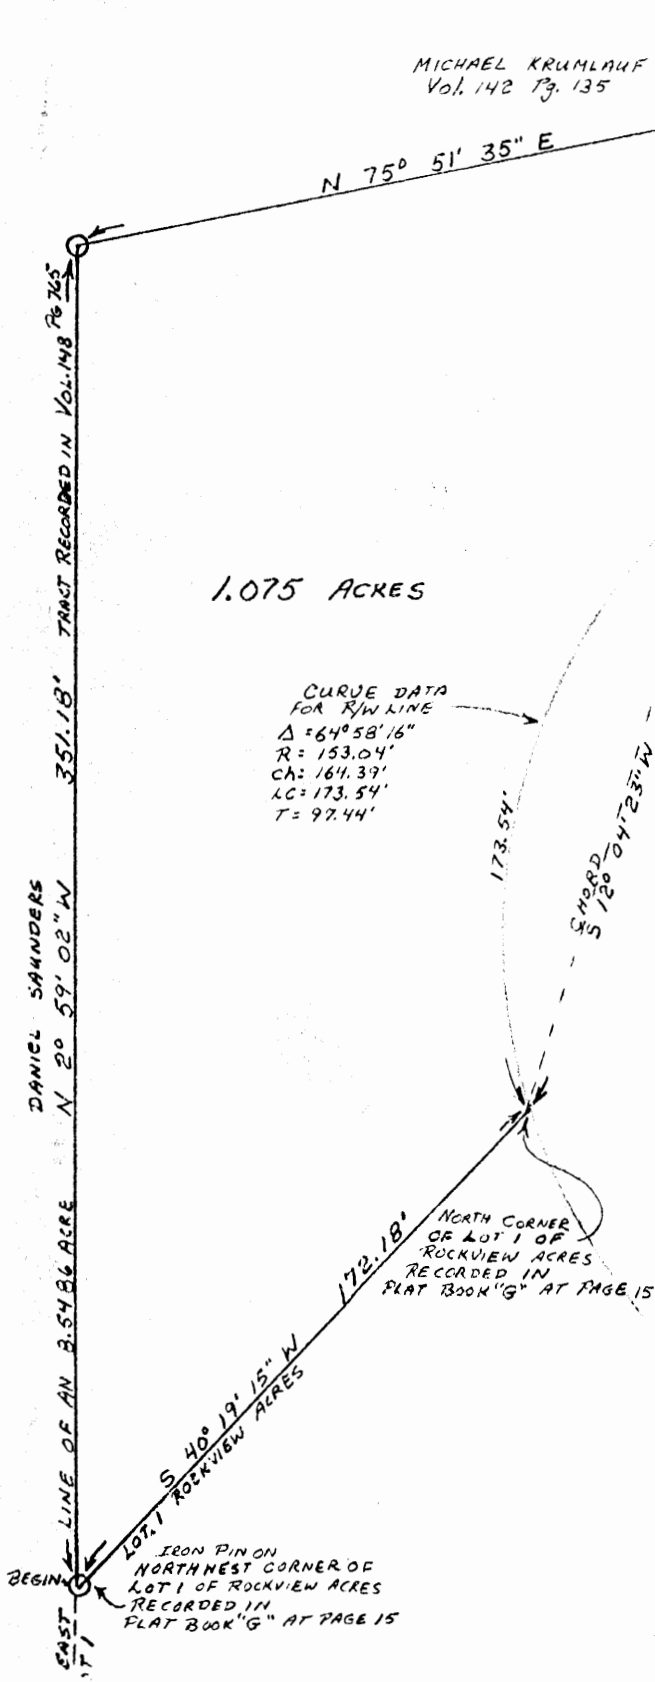 MICHAEL KRUMLAUF
Vol. 142 Pg. 135
N 75° 51' 35" E
1.075 ACRES
CURVE DATA
FOR R/W LINE
Δ = 64° 58' 16"
R = 153.04'
Ch: 164.39'
LC = 173.54'
T = 97.44'
173.54'
CHORD
S 12° 04' 23" W
DANIEL SAUNDERS
N 2° 59' 02" W 351.18'
LINE OF AN 3.5486 ACRE TRACT RECORDED IN VOL. 148 PG 765
NORTH CORNER
OF LOT 1 OF
ROCKVIEW ACRES
RECORDED IN
PLAT BOOK "G" AT PAGE 15
172.18'
S 40° 19' 15" W
LOT. 1 ROCKVIEW ACRES
IRON PIN ON
NORTHWEST CORNER OF
LOT 1 OF ROCKVIEW ACRES
RECORDED IN
PLAT BOOK "G" AT PAGE 15
BEGIN
EAST
T 1